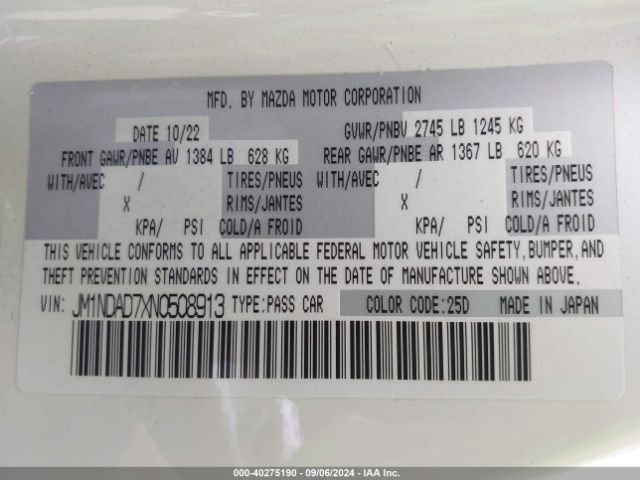 MFD. BY MAZDA MOTOR CORPORATION
DATE 10/22 GVWR/PNBV 2745 LB 1245 KG
FRONT GAWR/PNBE AV 1384 LB 628 KG REAR GAWR/PNBE AR 1367 LB 620 KG
WITH/AVEC / TIRES/PNEUS WITH/AVEC / TIRES/PNEUS
X RIMS/JANTES X RIMS/JANTES
KPA/ PSI COLD/A FROID KPA/ PSI COLD/A FROID
THIS VEHICLE CONFORMS TO ALL APPLICABLE FEDERAL MOTOR VEHICLE SAFETY, BUMPER, AND
THEFT PREVENTION STANDARDS IN EFFECT ON THE DATE OF MANUFACTURE SHOWN ABOVE.
VIN: JM1NDAD7XN0508913 TYPE:PASS CAR COLOR CODE:25D MADE IN JAPAN
000-40275190 - 09/06/2024 - IAA Inc.